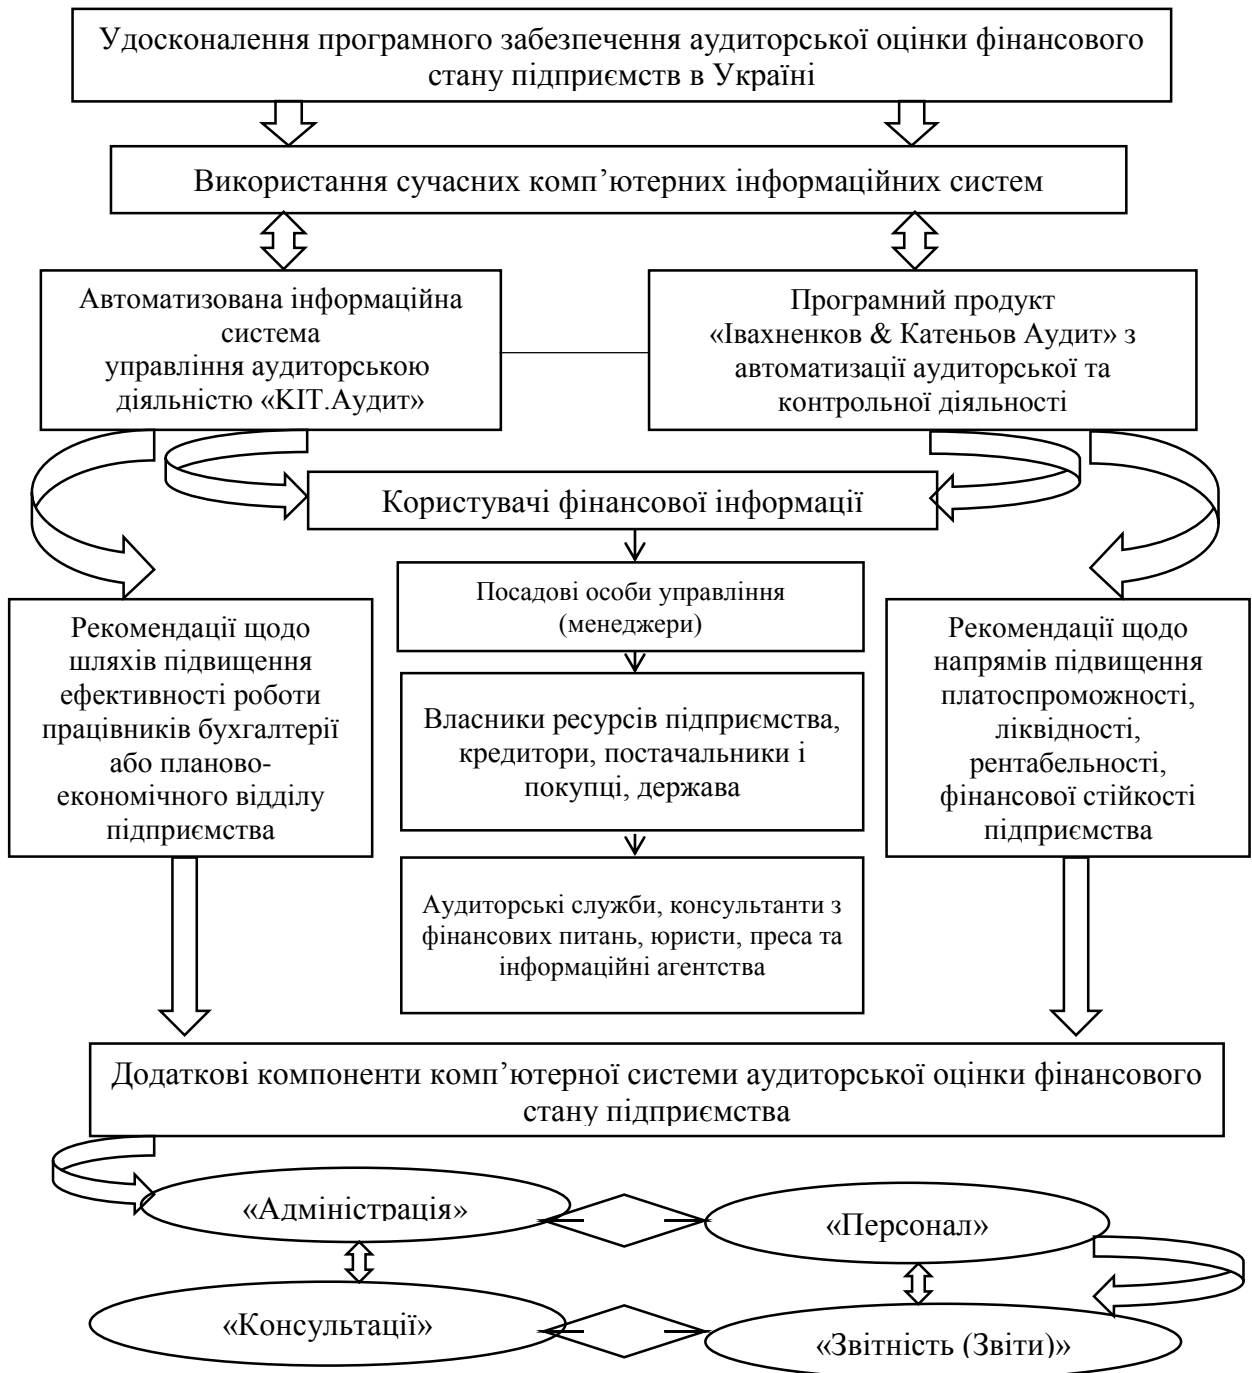 Удосконалення програмного забезпечення аудиторської оцінки фінансового
стану підприємств в Україні
Використання сучасних комп’ютерних інформаційних систем
Автоматизована інформаційна
система
управління аудиторською
діяльністю «КІТ.Аудит»
Програмний продукт
«Івахненков & Катеньов Аудит» з
автоматизації аудиторської та
контрольної діяльності
Користувачі фінансової інформації
Посадові особи управління
(менеджери)
Власники ресурсів підприємства,
кредитори, постачальники і
покупці, держава
Аудиторські служби, консультанти з
фінансових питань, юристи, преса та
інформаційні агентства
Рекомендації щодо
шляхів підвищення
ефективності роботи
працівників бухгалтерії
або планово-
економічного відділу
підприємства
Рекомендації щодо
напрямів підвищення
платоспроможності,
ліквідності,
рентабельності,
фінансової стійкості
підприємства
Додаткові компоненти комп’ютерної системи аудиторської оцінки фінансового
стану підприємства
«Адміністрація»
«Персонал»
«Консультації»
«Звітність (Звіти)»